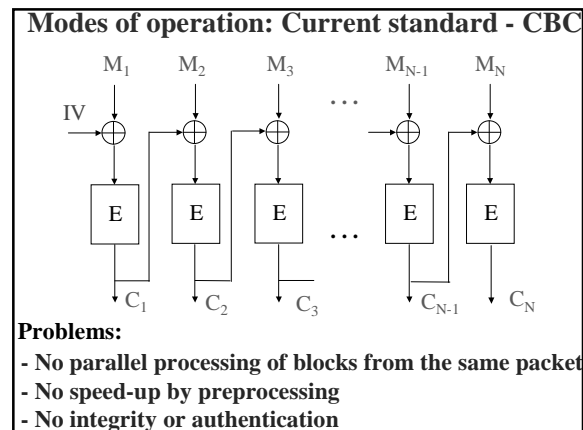 Modes of operation: Current standard - CBC
M1 M2 M3 MN-1 MN
. . .
IV
E E E E E
. . .
C1 C2 C3 CN-1 CN
Problems:
- No parallel processing of blocks from the same packet
- No speed-up by preprocessing
- No integrity or authentication